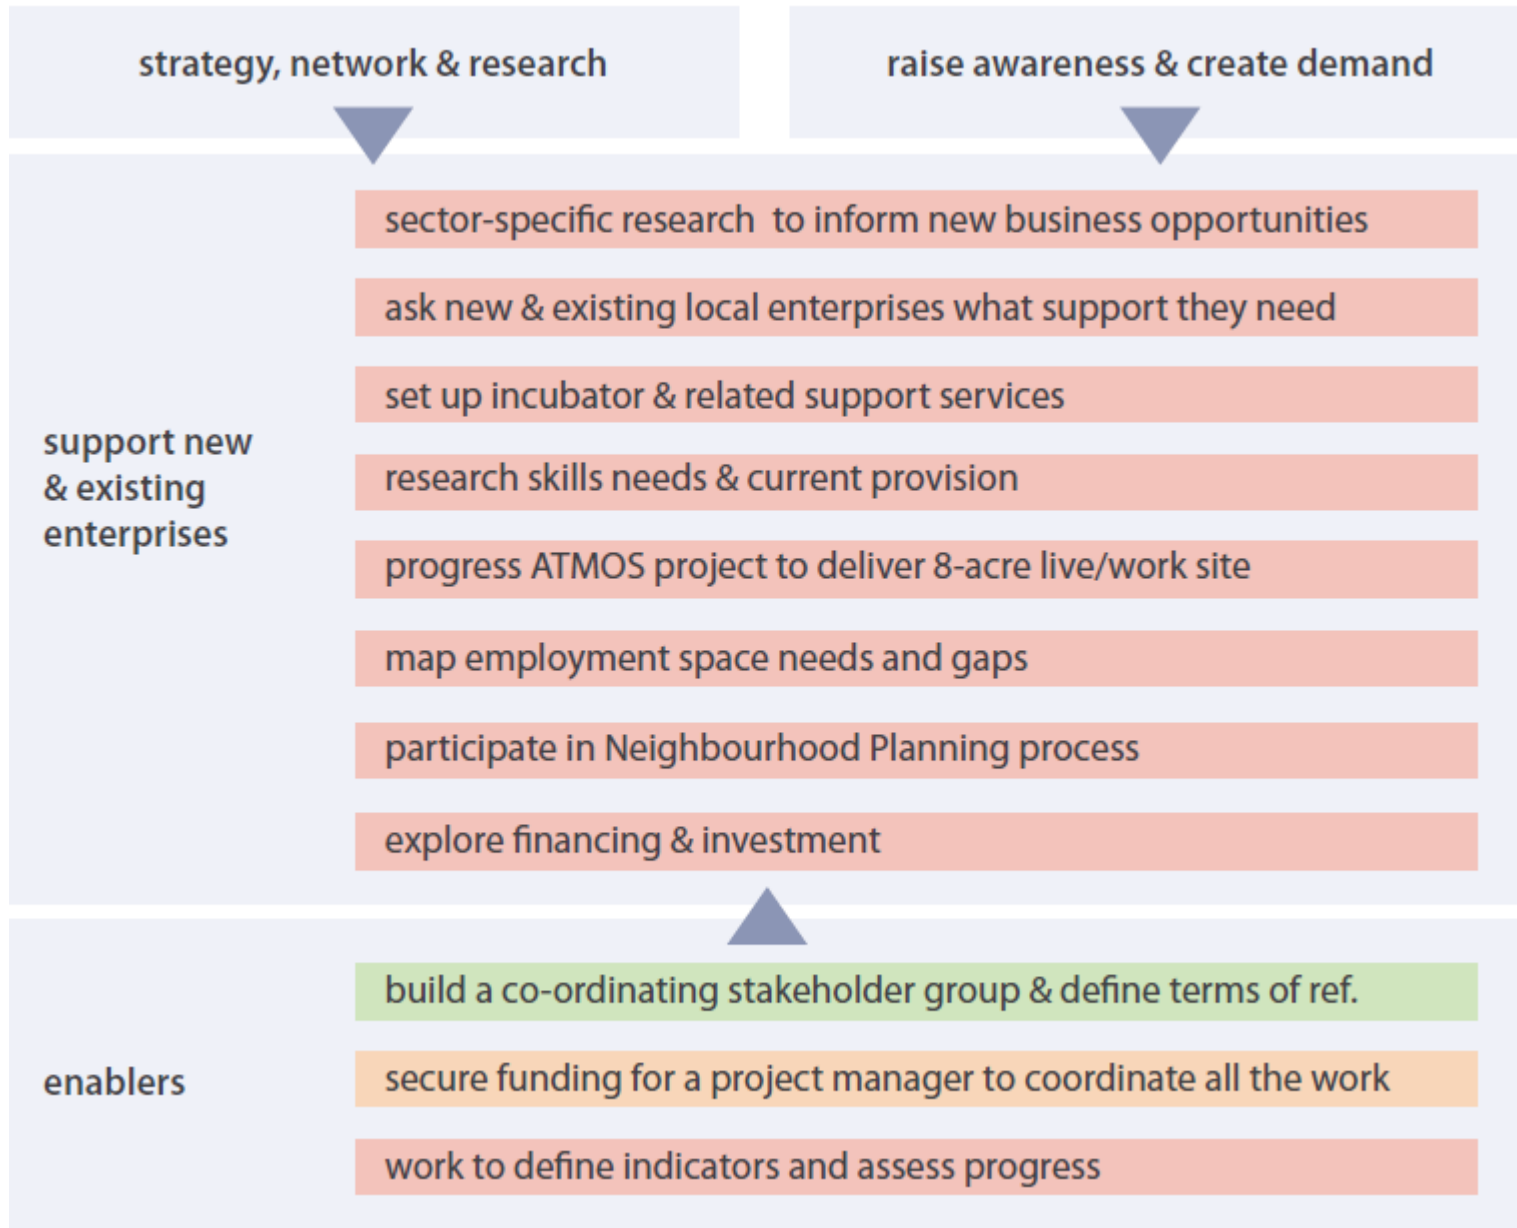 strategy, network & research
raise awareness & create demand
support new
& existing
enterprises
sector-specific research  to inform new business opportunities
ask new & existing local enterprises what support they need
set up incubator & related support services
research skills needs & current provision
progress ATMOS project to deliver 8-acre live/work site
map employment space needs and gaps
participate in Neighbourhood Planning process
explore financing & investment
enablers
build a co-ordinating stakeholder group & define terms of ref.
secure funding for a project manager to coordinate all the work
work to define indicators and assess progress